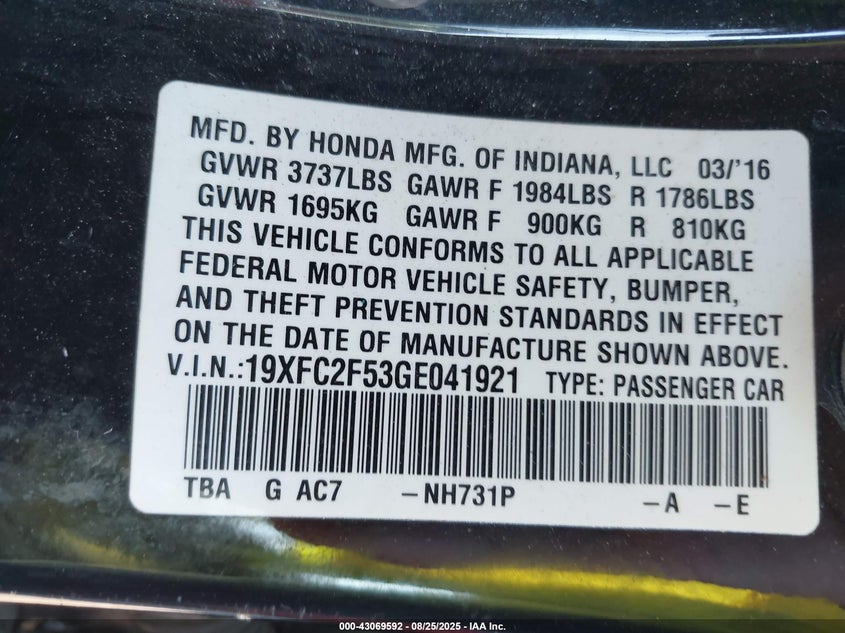 MFD. BY HONDA MFG. OF INDIANA, LLC 03/'16
GVWR 3737LBS GAWR F 1984LBS R 1786LBS
GVWR 1695KG GAWR F 900KG R 810KG
THIS VEHICLE CONFORMS TO ALL APPLICABLE
FEDERAL MOTOR VEHICLE SAFETY, BUMPER,
AND THEFT PREVENTION STANDARDS IN EFFECT
ON THE DATE OF MANUFACTURE SHOWN ABOVE.
V.I.N.:19XFC2F53GE041921 TYPE: PASSENGER CAR
TBA G AC7 –NH731P –A –E
000-43069592 - 08/25/2025 - IAA Inc.